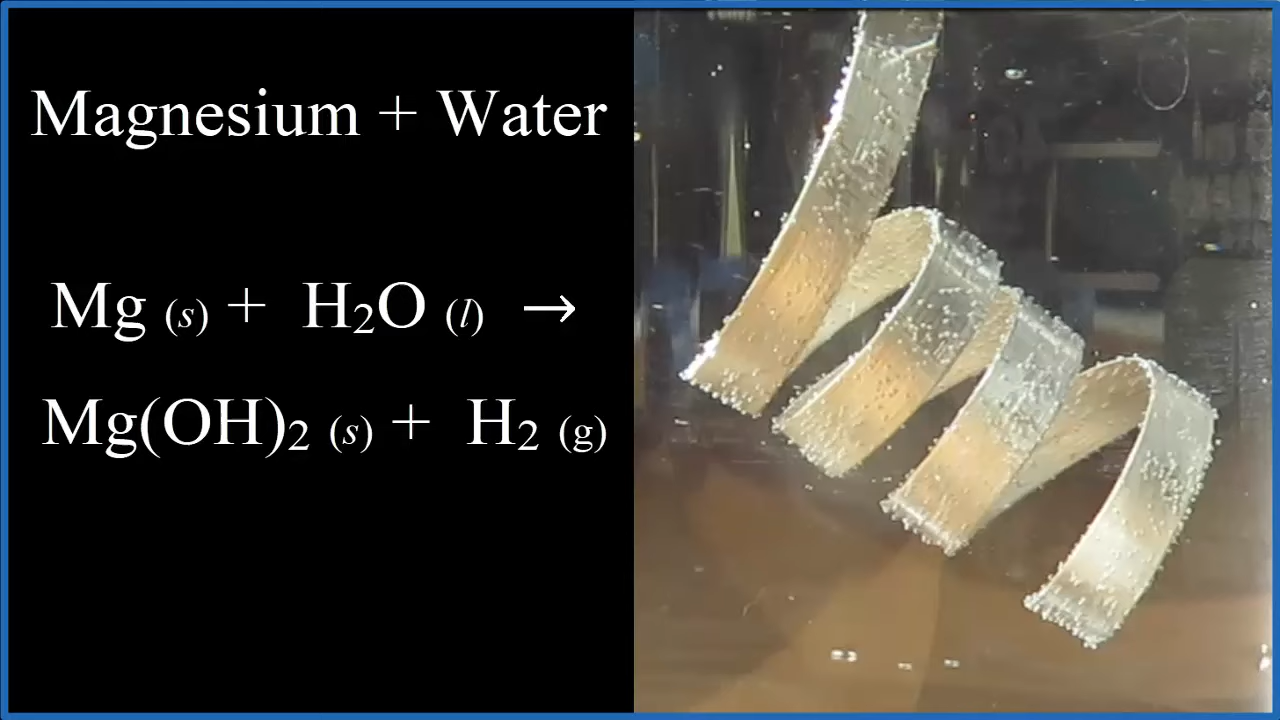 Magnesium + Water
Mg (s) + H₂O (l) →
Mg(OH)₂ (s) + H₂ (g)